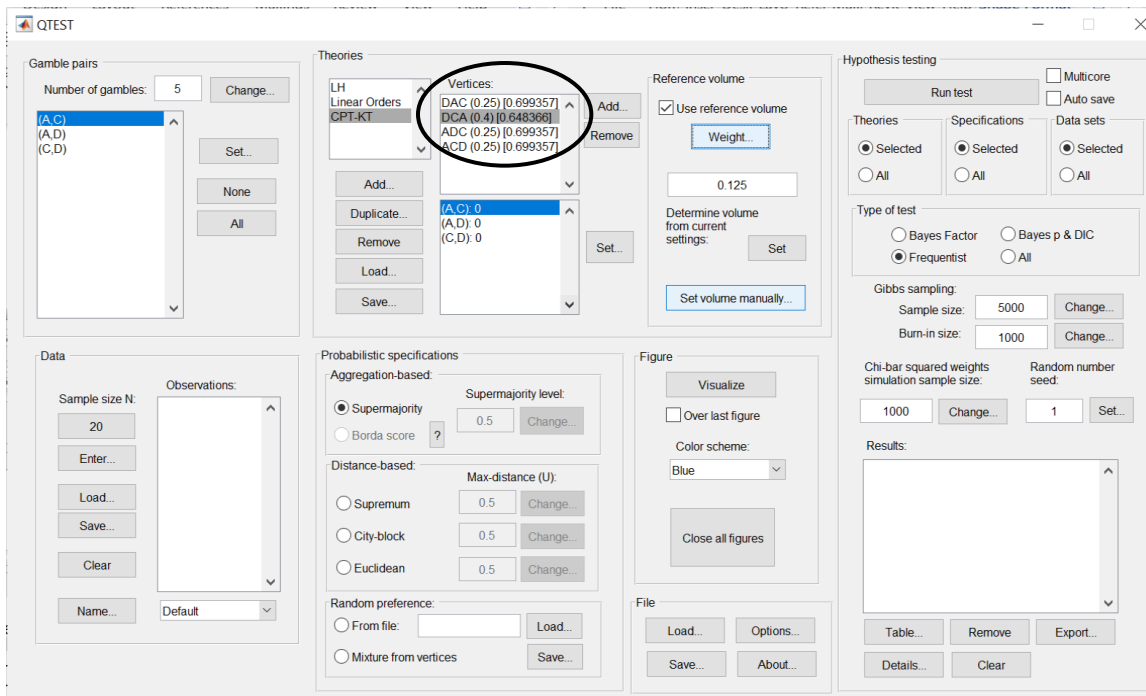 QTEST
Gamble pairs
Number of gambles: 5 Change...
(A,C)
(A,D)
(C,D)
Set...
None
All
Theories
LH
Linear Orders
CPT-KT
Add...
Duplicate...
Remove
Load...
Save...
Vertices:
DAC (0.25) [0.699357]
DCA (0.4) [0.648366]
ADC (0.25) [0.699357]
ACD (0.25) [0.699357]
Add...
Remove
(A,C): 0
(A,D): 0
(C,D): 0
Set...
Reference volume
Use reference volume
Weight...
0.125
Determine volume
from current
settings:
Set
Set volume manually...
Hypothesis testing
Run test
Multicore
Auto save
Theories
Selected
All
Specifications
Selected
All
Data sets
Selected
All
Type of test
Bayes Factor
Bayes p & DIC
Frequentist
All
Gibbs sampling:
Sample size: 5000 Change...
Burn-in size: 1000 Change...
Chi-bar squared weights
simulation sample size:
1000 Change...
Random number
seed:
1 Set...
Results:
Table...
Remove
Export...
Details...
Clear
Data
Sample size N:
20
Enter...
Load...
Save...
Clear
Name...
Observations:
Default
Probabilistic specifications
Aggregation-based:
Supermajority
Borda score ?
Supermajority level:
0.5 Change...
Distance-based:
Max-distance (U):
Supremum 0.5 Change...
City-block 0.5 Change...
Euclidean 0.5 Change...
Random preference:
From file: Load...
Mixture from vertices Save...
Figure
Visualize
Over last figure
Color scheme:
Blue
Close all figures
File
Load... Options...
Save... About...